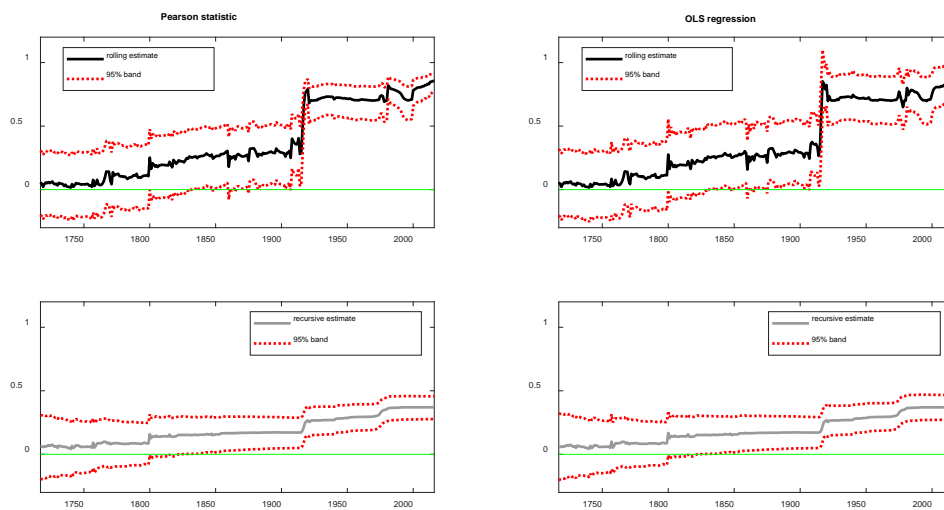 Pearson statistic
OLS regression
1
rolling estimate
95% band
0.5
0
1750 1800 1850 1900 1950 2000
1
rolling estimate
95% band
0.5
0
1750 1800 1850 1900 1950 2000
1
recursive estimate
95% band
0.5
0
1750 1800 1850 1900 1950 2000
1
recursive estimate
95% band
0.5
0
1750 1800 1850 1900 1950 2000